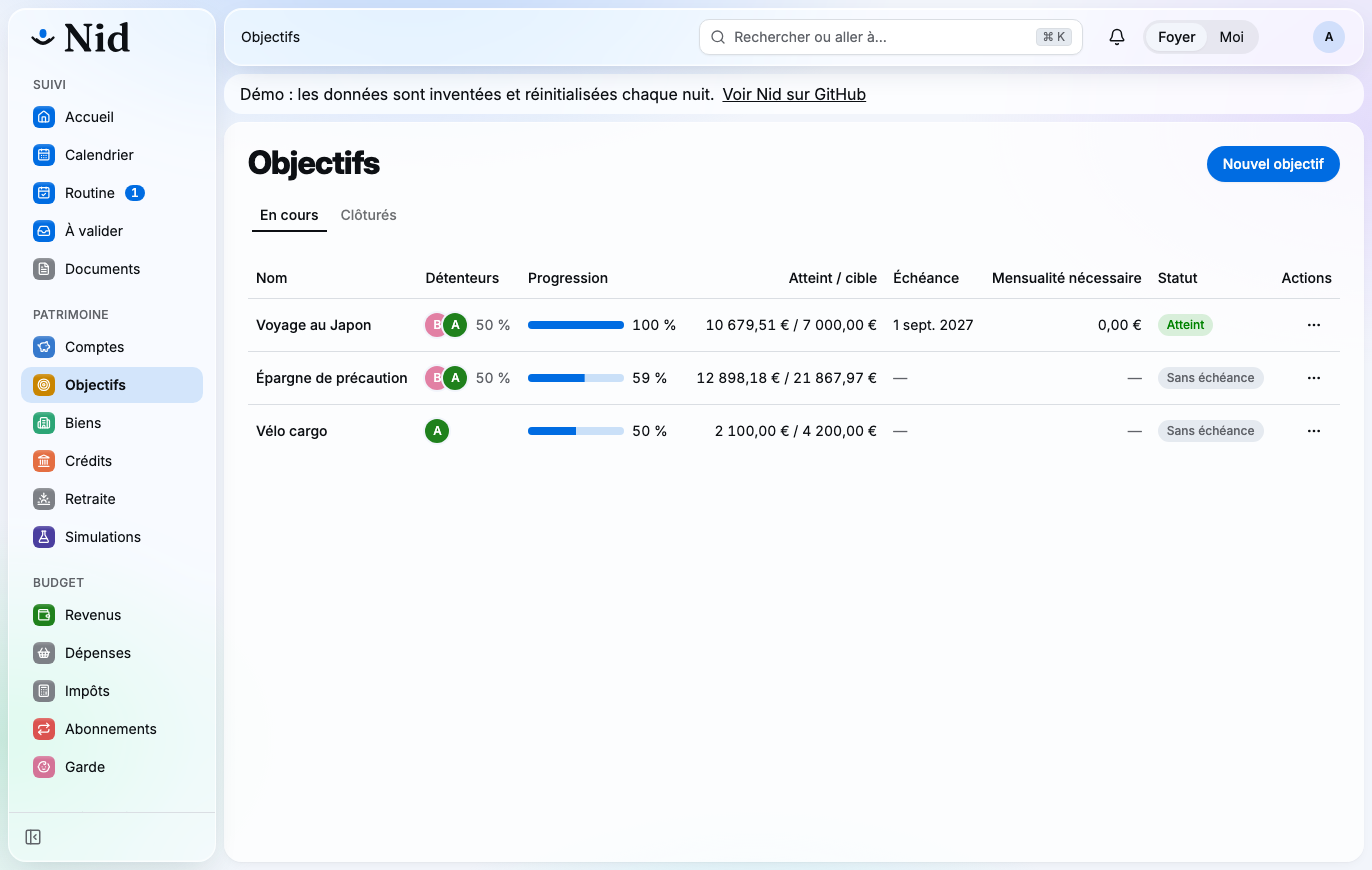 Nid
SUIVI
Accueil
Calendrier
Routine 1
À valider
Documents
PATRIMOINE
Comptes
Objectifs
Biens
Crédits
Retraite
Simulations
BUDGET
Revenus
Dépenses
Impôts
Abonnements
Garde
Objectifs
Rechercher ou aller à... ⌘ K
Foyer Moi
A
Démo : les données sont inventées et réinitialisées chaque nuit. Voir Nid sur GitHub
Objectifs
Nouvel objectif
En cours Clôturés
Nom Détenteurs Progression Atteint / cible Échéance Mensualité nécessaire Statut Actions
Voyage au Japon B A 50 % 100 % 10 679,51 € / 7 000,00 € 1 sept. 2027 0,00 € Atteint ...
Épargne de précaution B A 50 % 59 % 12 898,18 € / 21 867,97 € — — Sans échéance ...
Vélo cargo A 50 % 2 100,00 € / 4 200,00 € — — Sans échéance ...